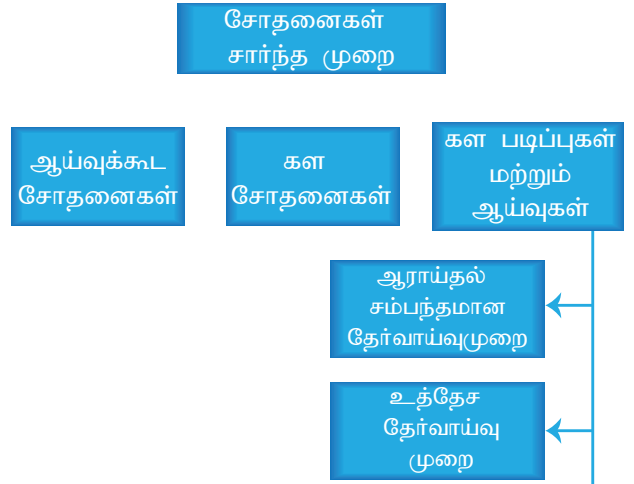 சோதனைகள்
சார்ந்த முறை
ஆய்வுக்கூட
சோதனைகள்
கள
சோதனைகள்
கள படிப்புகள்
மற்றும்
ஆய்வுகள்
ஆராய்தல்
சம்பந்தமான
தேர்வாய்வுமுறை
உத்தேச
தேர்வாய்வு
முறை